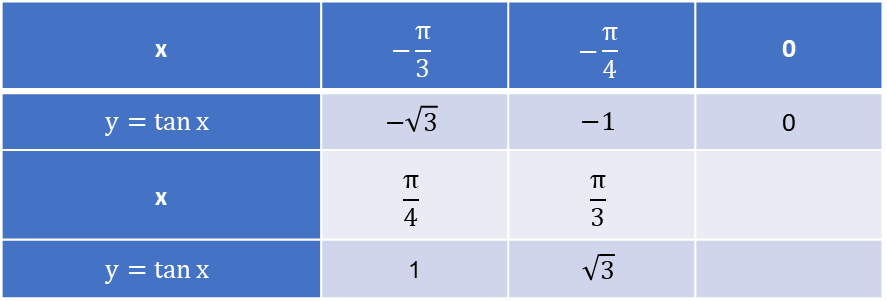 x −π/3 −π/4 0
y = tan x −√3 −1 0
x π/4 π/3
y = tan x 1 √3